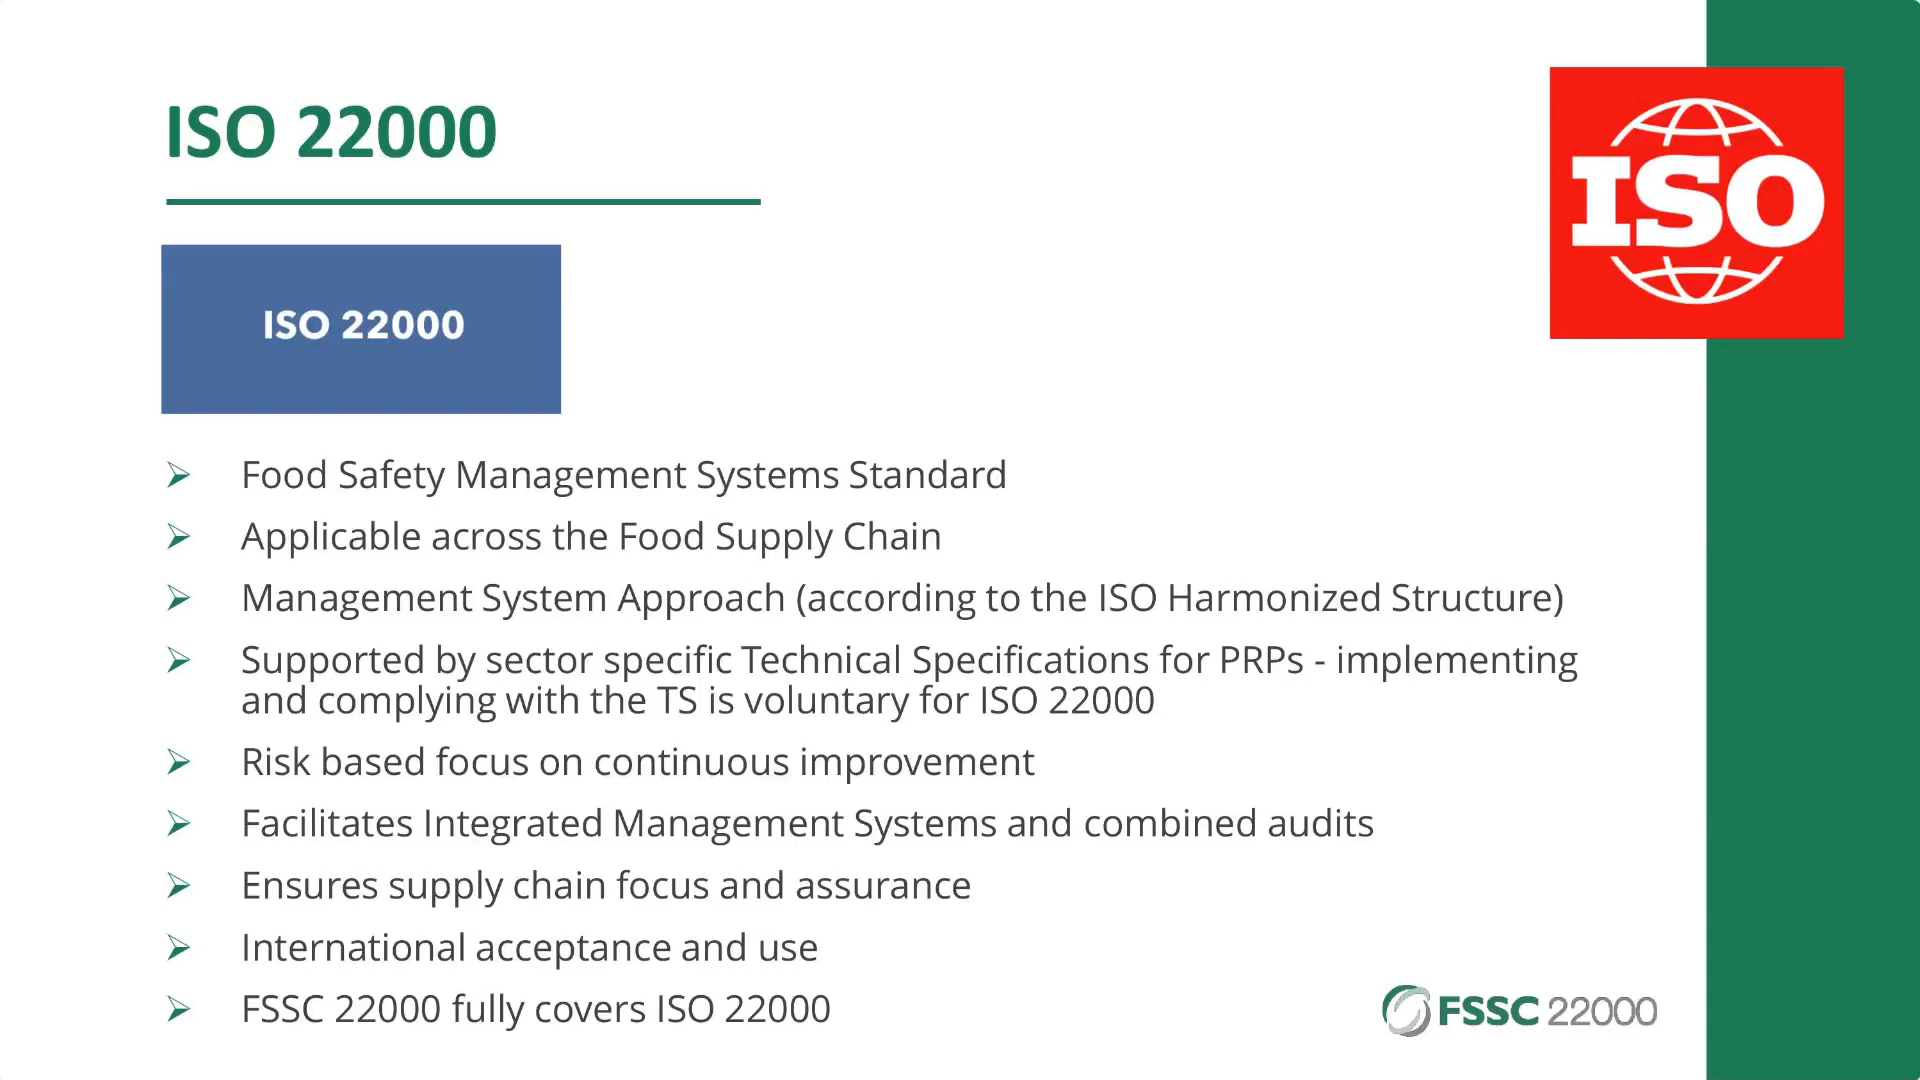 ISO 22000
ISO
ISO 22000
Food Safety Management Systems Standard
Applicable across the Food Supply Chain
Management System Approach (according to the ISO Harmonized Structure)
Supported by sector specific Technical Specifications for PRPs - implementing
and complying with the TS is voluntary for ISO 22000
Risk based focus on continuous improvement
Facilitates Integrated Management Systems and combined audits
Ensures supply chain focus and assurance
International acceptance and use
FSSC 22000 fully covers ISO 22000
FSSC 22000